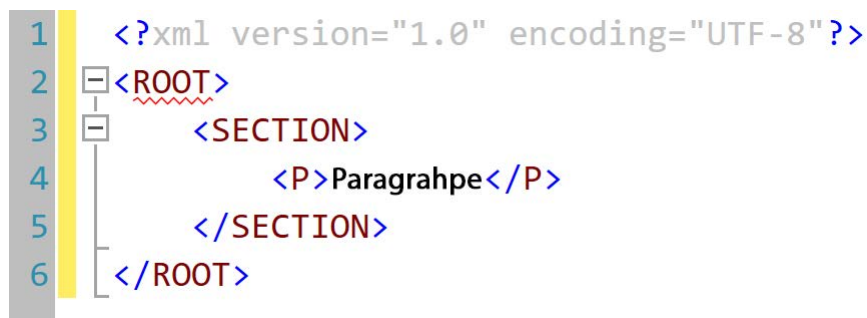 1 <?xml version="1.0" encoding="UTF-8"?>
2 <ROOT>
3 <SECTION>
4 <P>Paragrahpe</P>
5 </SECTION>
6 </ROOT>